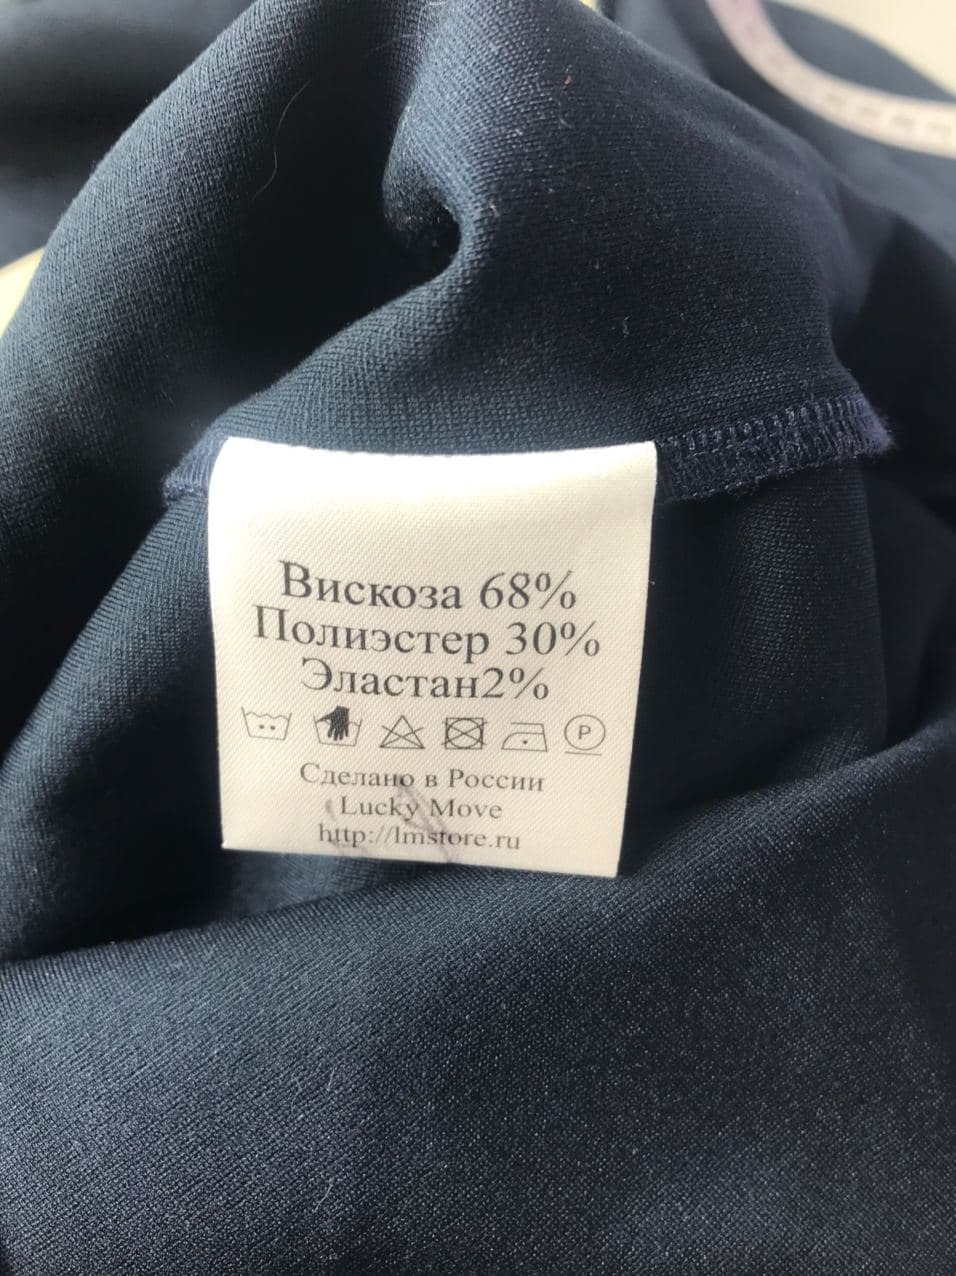 Вискоза 68%
Полиэстер 30%
Эластан2%
P
Сделано в России
Lucky Move
http://lmstore.ru